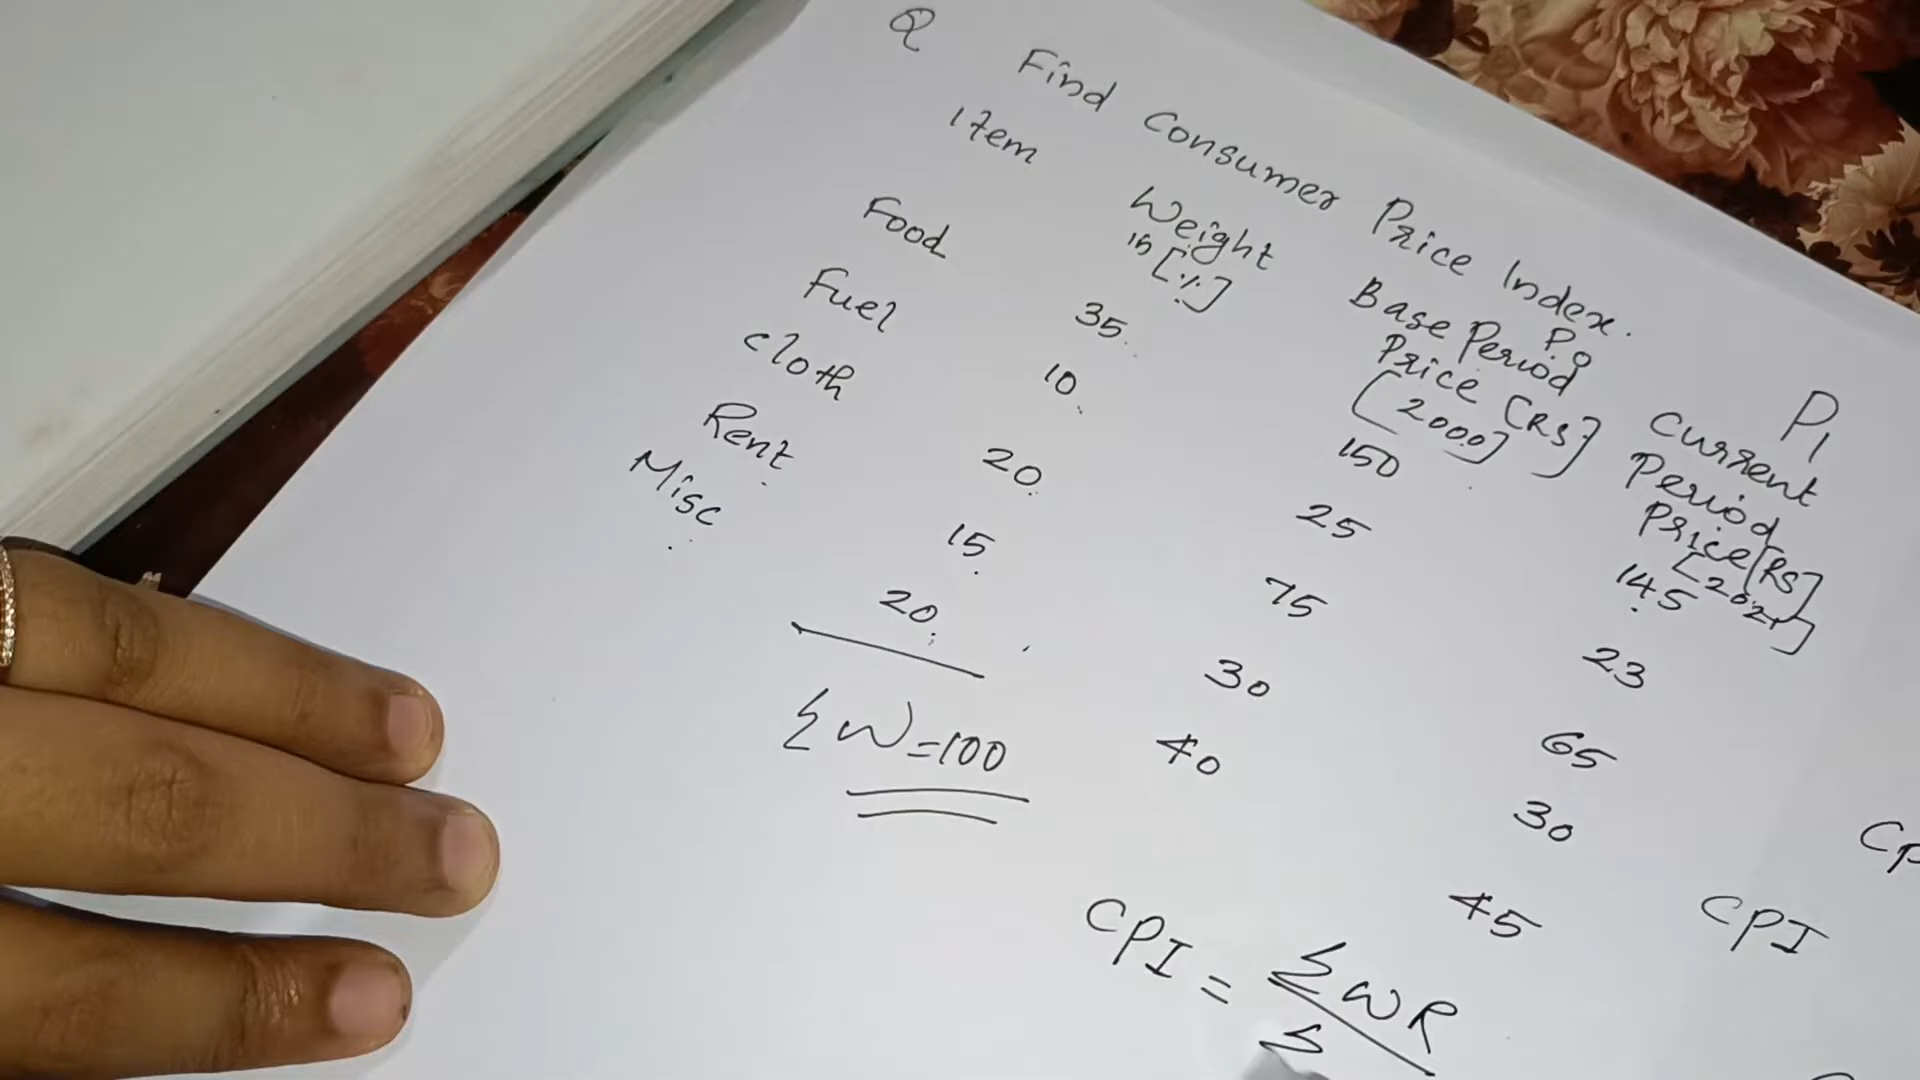 Q Find Consumer Price Index.
Item Weight in [%] Base Period P0 Price [RS] [2000] P1 Current Period Price [RS] [2021]
Food 35 150 145
Fuel 10 25 23
Cloth 20 75 65
Rent 15 30 30
Misc 20 40 45
ΣW=100
CPI = ΣWR
Σ
CPI